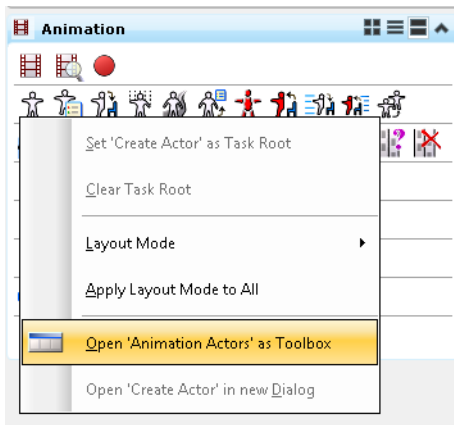 Animation
Set 'Create Actor' as Task Root
Clear Task Root
Layout Mode
Apply Layout Mode to All
Open 'Animation Actors' as Toolbox
Open 'Create Actor' in new Dialog